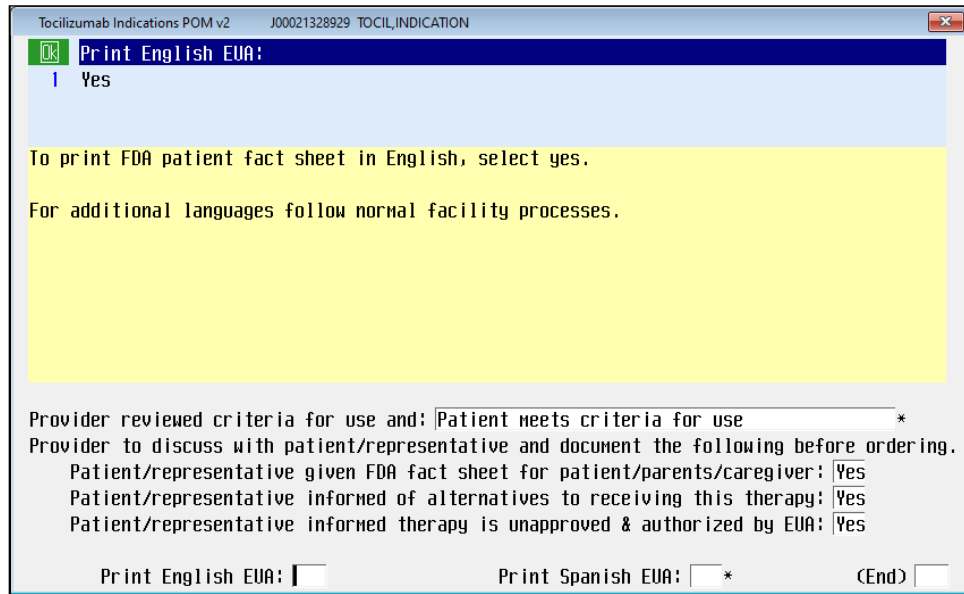 Tocilizumab Indications POM v2 J00021328929 TOCIL,INDICATION
Ok Print English EUA:
1 Yes
To print FDA patient fact sheet in English, select yes.
For additional languages follow normal facility processes.
Provider reviewed criteria for use and: Patient meets criteria for use *
Provider to discuss with patient/representative and document the following before ordering.
Patient/representative given FDA fact sheet for patient/parents/caregiver: Yes
Patient/representative informed of alternatives to receiving this therapy: Yes
Patient/representative informed therapy is unapproved & authorized by EUA: Yes
Print English EUA: Print Spanish EUA: * (End)